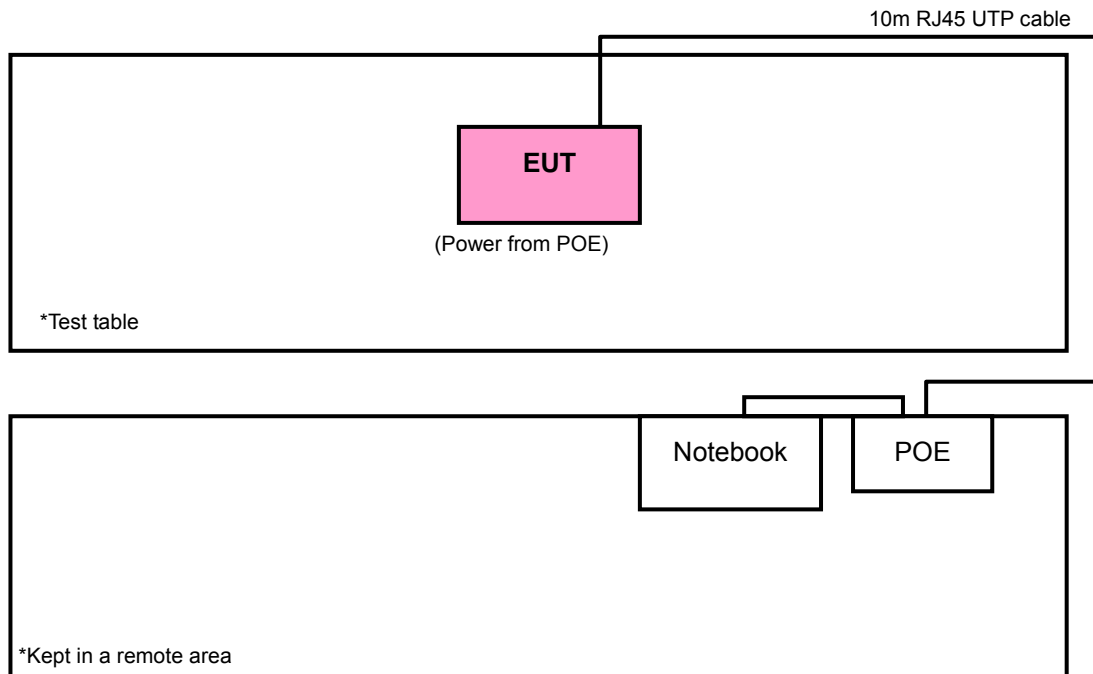 10m RJ45 UTP cable
EUT
(Power from POE)
*Test table
Notebook
POE
*Kept in a remote area